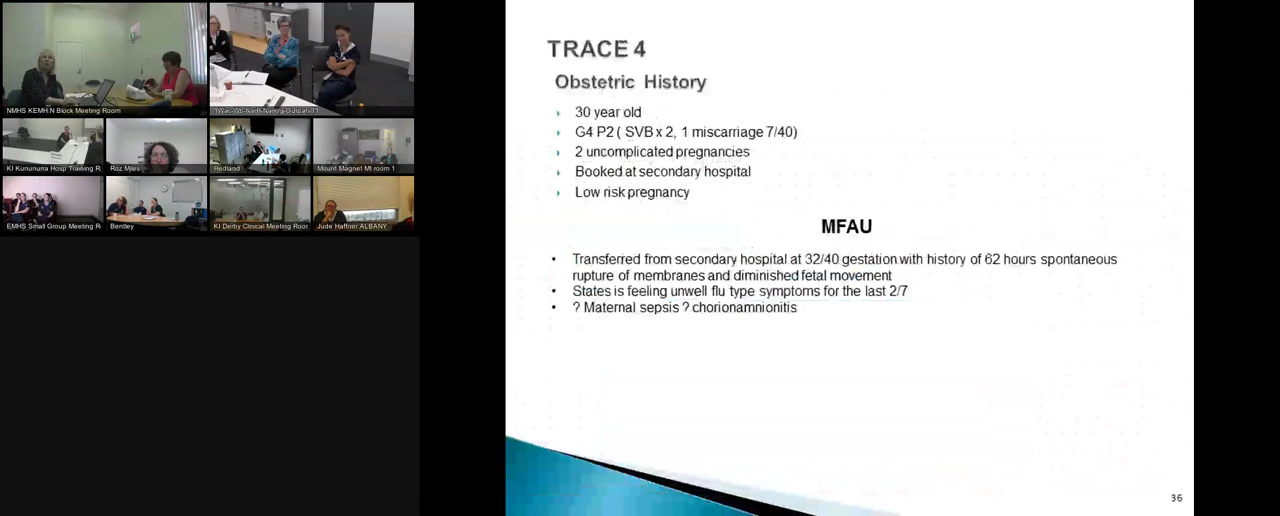 NMHS KEMH N Block Meeting Room
KI Kununurra Hosp Training R
Roz Miles
Hedland
Mount Magnet Mt room 1
EMHS Small Group Meeting R
Bentley
KI Derby Clinical Meeting Roor
Jude Haffner ALBANY
TRACE 4
Obstetric History
30 year old
G4 P2 ( SVB x 2, 1 miscarriage 7/40)
2 uncomplicated pregnancies
Booked at secondary hospital
Low risk pregnancy
MFAU
• Transferred from secondary hospital at 32/40 gestation with history of 62 hours spontaneous
rupture of membranes and diminished fetal movement
• States is feeling unwell flu type symptoms for the last 2/7
• ? Maternal sepsis ? chorionamnionitis
36